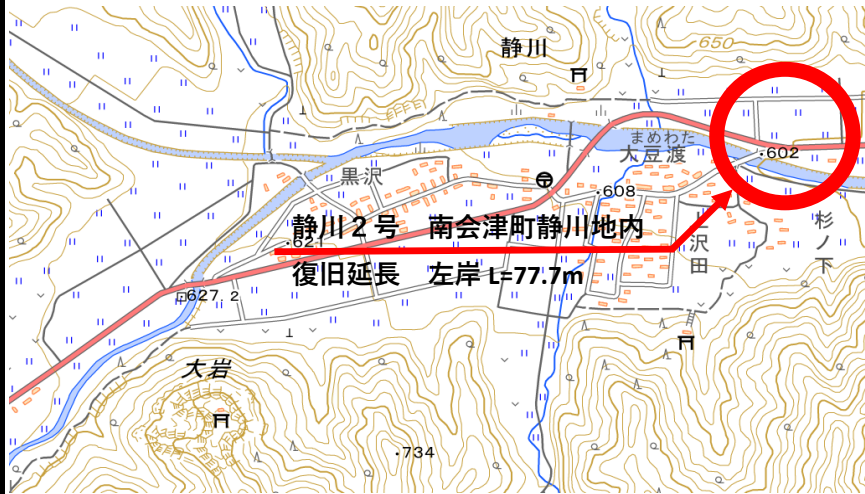 静川
650
まめわた
大豆渡
602
黒沢
608
静川２号 南会津町静川地内
621
上沢田
杉ノ下
復旧延長 左岸 L=77.7m
627.2
大岩
734